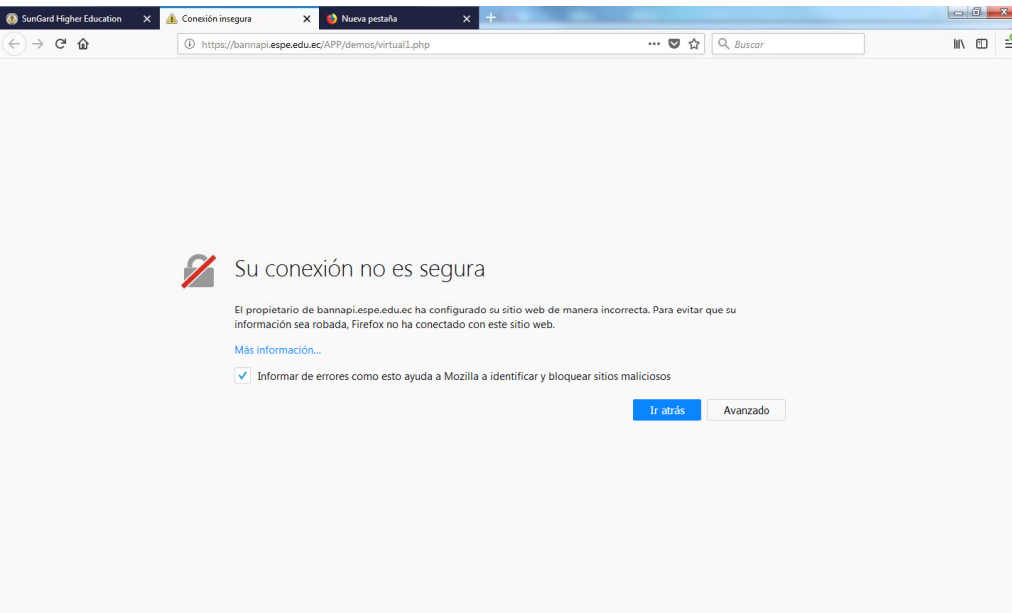 SunGard Higher Education
Conexión insegura
Nueva pestaña
https://bannapi.espe.edu.ec/APP/demos/virtual1.php
Buscar
Su conexión no es segura
El propietario de bannapi.espe.edu.ec ha configurado su sitio web de manera incorrecta. Para evitar que su
información sea robada, Firefox no ha conectado con este sitio web.
Más información...
Informar de errores como esto ayuda a Mozilla a identificar y bloquear sitios maliciosos
Ir atrás
Avanzado